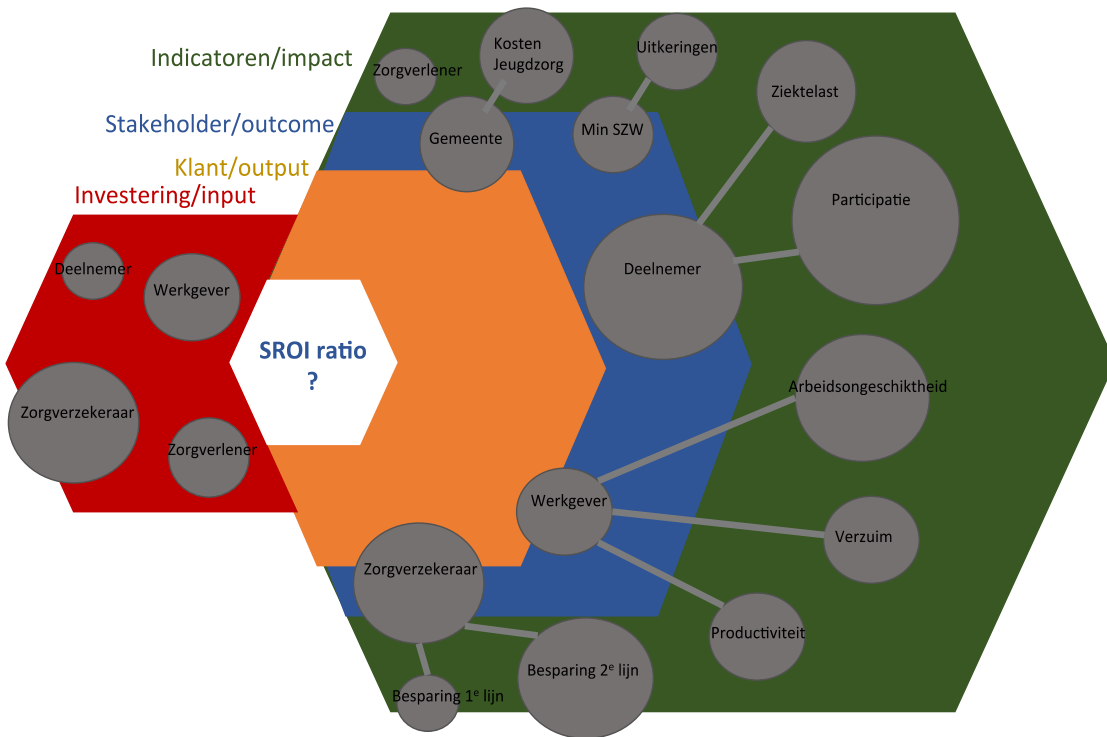 Indicatoren/impact
Stakeholder/outcome
Klant/output
Investering/input
Zorgverlener
Kosten
Jeugdzorg
Uitkeringen
Ziektelast
Gemeente
Min SZW
Participatie
Deelnemer
Deelnemer
Werkgever
SROI ratio
?
Zorgverzekeraar
Zorgverlener
Arbeidsongeschiktheid
Werkgever
Verzuim
Zorgverzekeraar
Productiviteit
Besparing 1e lijn
Besparing 2e lijn